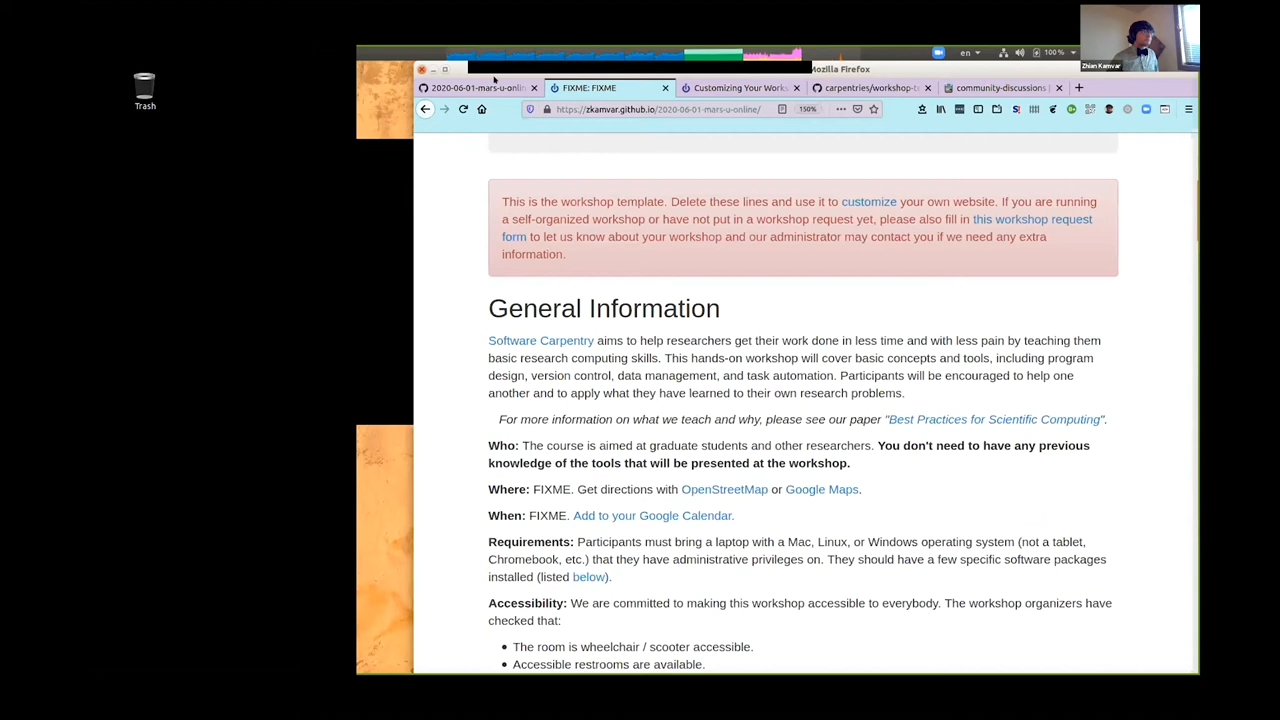 Trash
en
100 %
Zhian Kamvar
Mozilla Firefox
2020-06-01-mars-u-onlin
FIXME: FIXME
Customizing Your Works
carpentries/workshop-t
community-discussions
https://zkamvar.github.io/2020-06-01-mars-u-online/
150%
This is the workshop template. Delete these lines and use it to customize your own website. If you are running
a self-organized workshop or have not put in a workshop request yet, please also fill in this workshop request
form to let us know about your workshop and our administrator may contact you if we need any extra
information.
General Information
Software Carpentry aims to help researchers get their work done in less time and with less pain by teaching them
basic research computing skills. This hands-on workshop will cover basic concepts and tools, including program
design, version control, data management, and task automation. Participants will be encouraged to help one
another and to apply what they have learned to their own research problems.
For more information on what we teach and why, please see our paper "Best Practices for Scientific Computing".
Who: The course is aimed at graduate students and other researchers. You don't need to have any previous
knowledge of the tools that will be presented at the workshop.
Where: FIXME. Get directions with OpenStreetMap or Google Maps.
When: FIXME. Add to your Google Calendar.
Requirements: Participants must bring a laptop with a Mac, Linux, or Windows operating system (not a tablet,
Chromebook, etc.) that they have administrative privileges on. They should have a few specific software packages
installed (listed below).
Accessibility: We are committed to making this workshop accessible to everybody. The workshop organizers have
checked that:
• The room is wheelchair / scooter accessible.
• Accessible restrooms are available.